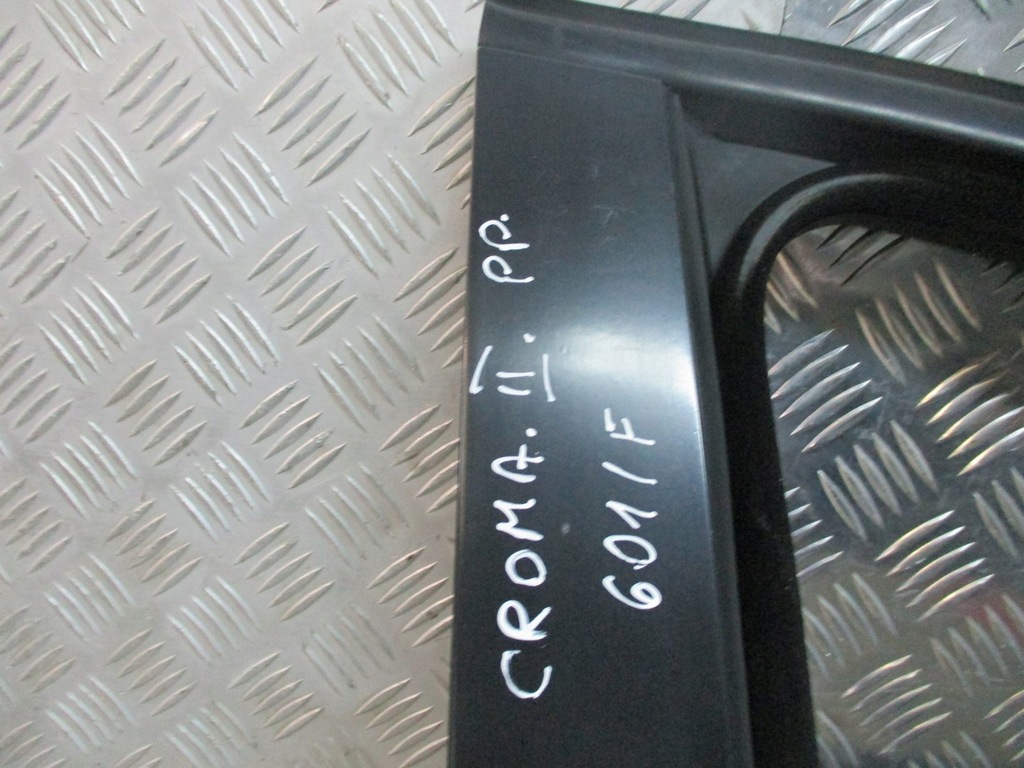 CROMA. II. PP.
601/F